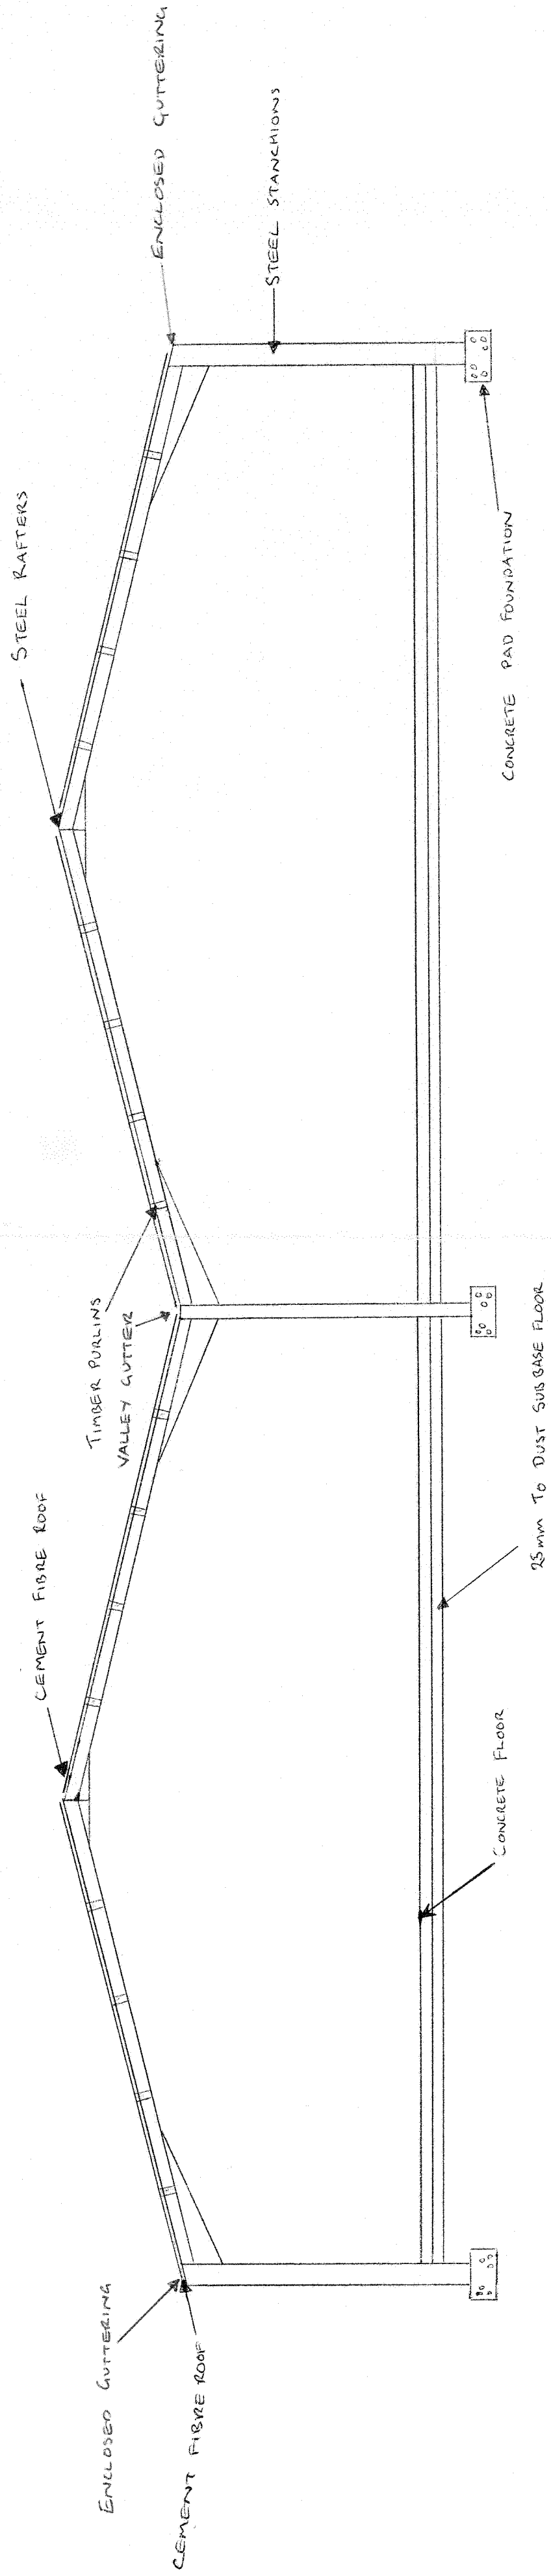 ENCLOSED GUTTERING
CEMENT FIBRE ROOF
CEMENT FIBRE ROOF
TIMBER PURLINS
VALLEY GUTTER
STEEL RAFTERS
ENCLOSED GUTTERING
STEEL STANCHIONS
CONCRETE FLOOR
25mm TO DUST SUBBASE FLOOR
CONCRETE PAD FOUNDATION